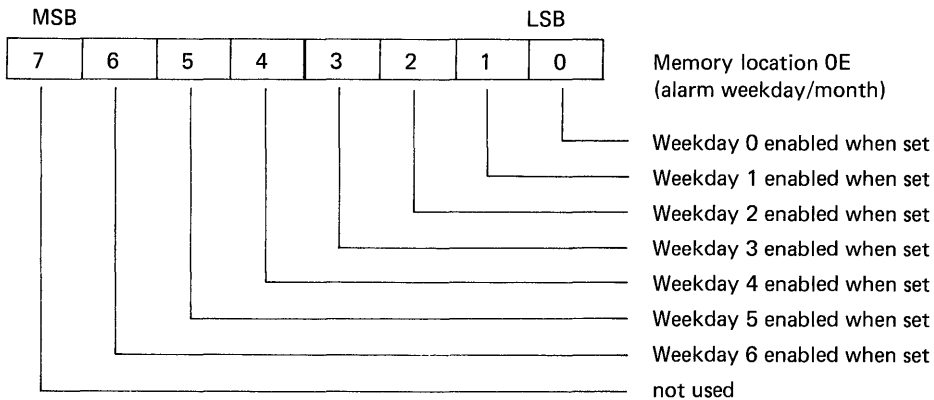 MSB LSB
7 6 5 4 3 2 1 0
Memory location 0E
(alarm weekday/month)
Weekday 0 enabled when set
Weekday 1 enabled when set
Weekday 2 enabled when set
Weekday 3 enabled when set
Weekday 4 enabled when set
Weekday 5 enabled when set
Weekday 6 enabled when set
not used